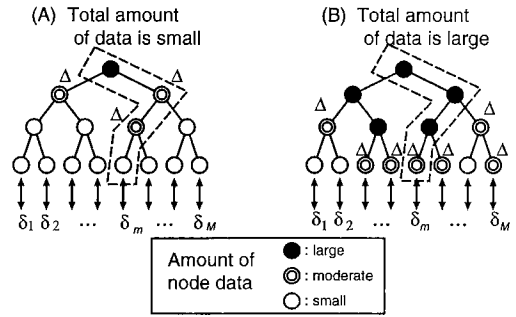 (A) Total amount
of data is small
(B) Total amount
of data is large
Δ Δ
Δ
Δ Δ
Δ Δ Δ Δ Δ
δ1 δ2 ... δm ... δM
δ1 δ2 ... δm ... δM
Amount of
node data
: large
: moderate
: small